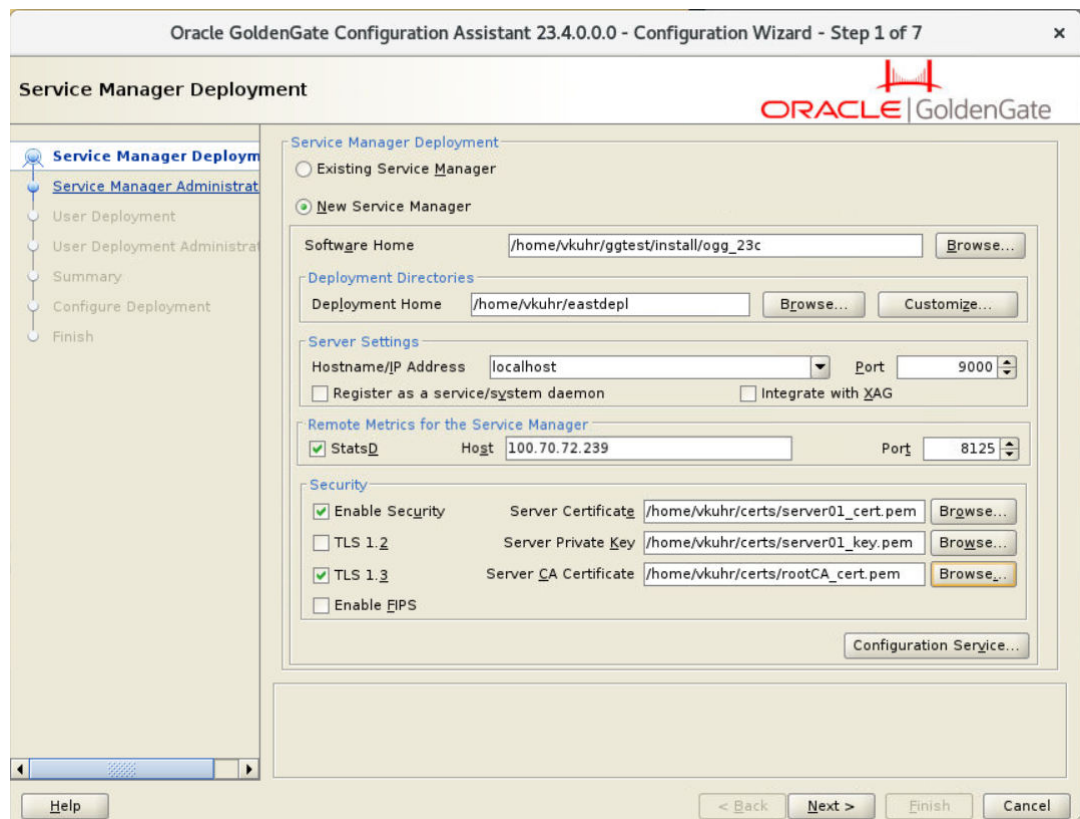 Oracle GoldenGate Configuration Assistant 23.4.0.0.0 - Configuration Wizard - Step 1 of 7
Service Manager Deployment
ORACLE | GoldenGate
Service Manager Deploym
Service Manager Administrat
User Deployment
User Deployment Administrat
Summary
Configure Deployment
Finish
Service Manager Deployment
Existing Service Manager
New Service Manager
Software Home /home/vkuhr/ggtest/install/ogg_23c Browse...
Deployment Directories
Deployment Home /home/vkuhr/eastdepl Browse... Customize...
Server Settings
Hostname/IP Address localhost Port 9000
Register as a service/system daemon Integrate with XAG
Remote Metrics for the Service Manager
StatsD Host 100.70.72.239 Port 8125
Security
Enable Security Server Certificate /home/vkuhr/certs/server01_cert.pem Browse...
TLS 1.2 Server Private Key /home/vkuhr/certs/server01_key.pem Browse...
TLS 1.3 Server CA Certificate /home/vkuhr/certs/rootCA_cert.pem Browse...
Enable FIPS
Configuration Service...
Help < Back Next > Finish Cancel